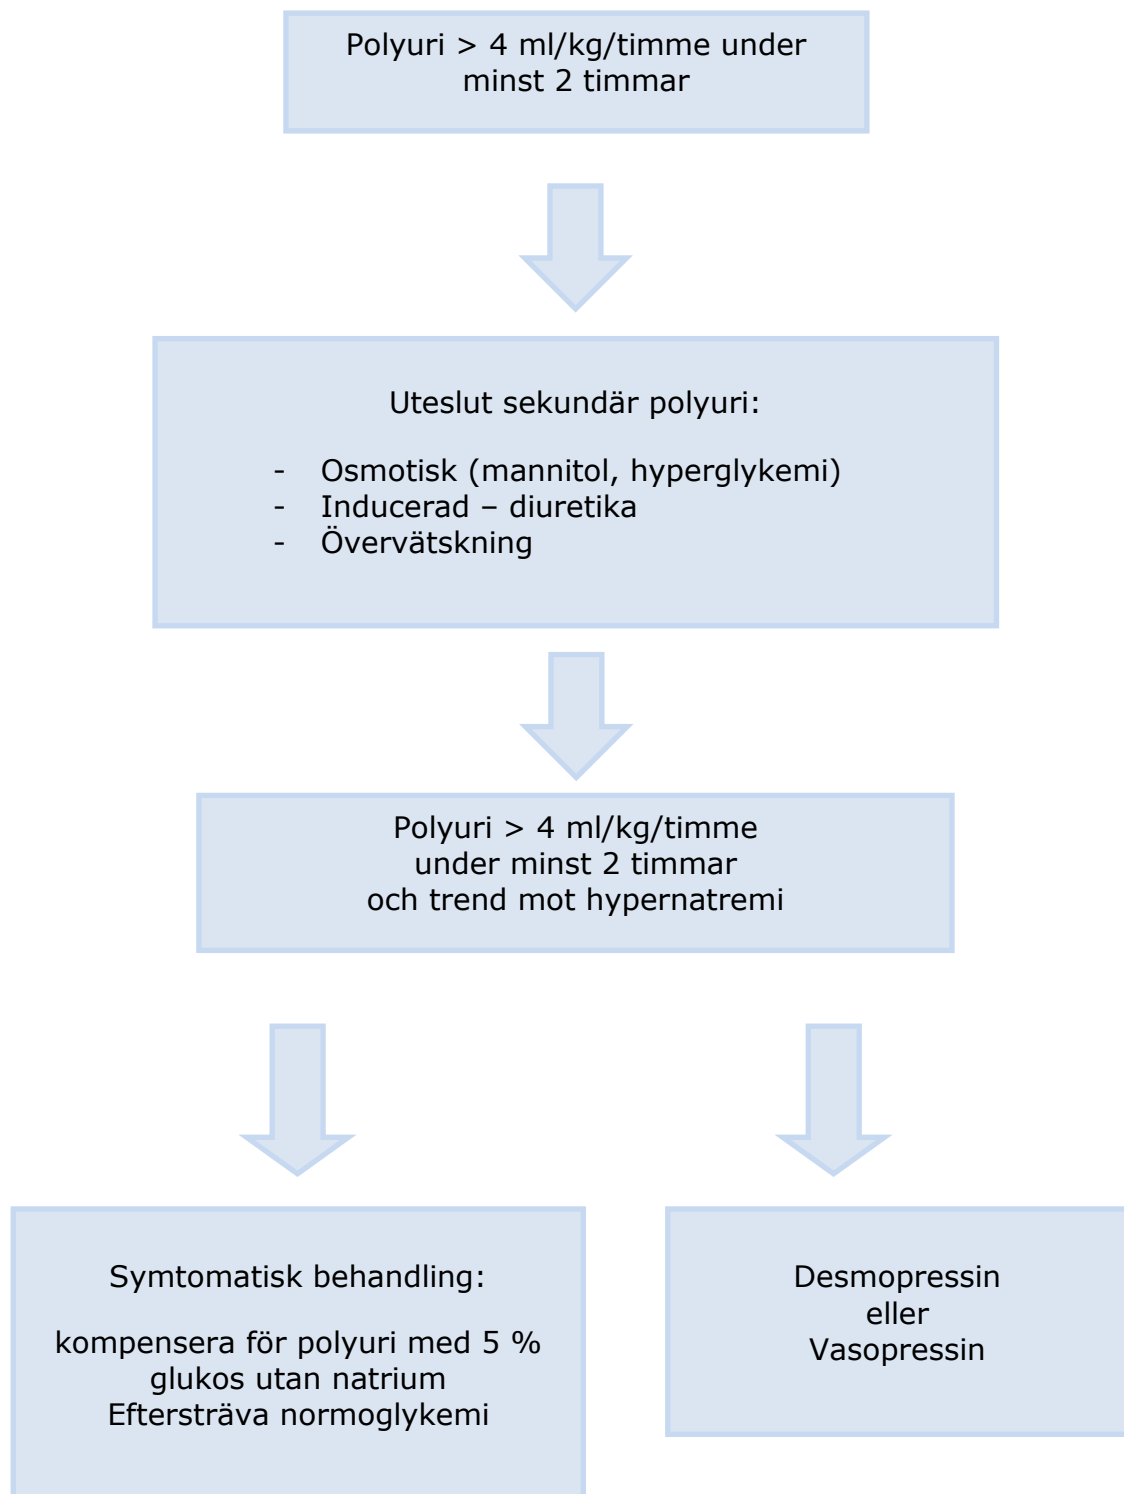 Polyuri > 4 ml/kg/timme under
minst 2 timmar
Uteslut sekundär polyuri:
- Osmotisk (mannitol, hyperglykemi)
- Inducerad – diuretika
- Övervätskning
Polyuri > 4 ml/kg/timme
under minst 2 timmar
och trend mot hypernatremi
Symtomatisk behandling:
kompensera för polyuri med 5 %
glukos utan natrium
Eftersträva normoglykemi
Desmopressin
eller
Vasopressin